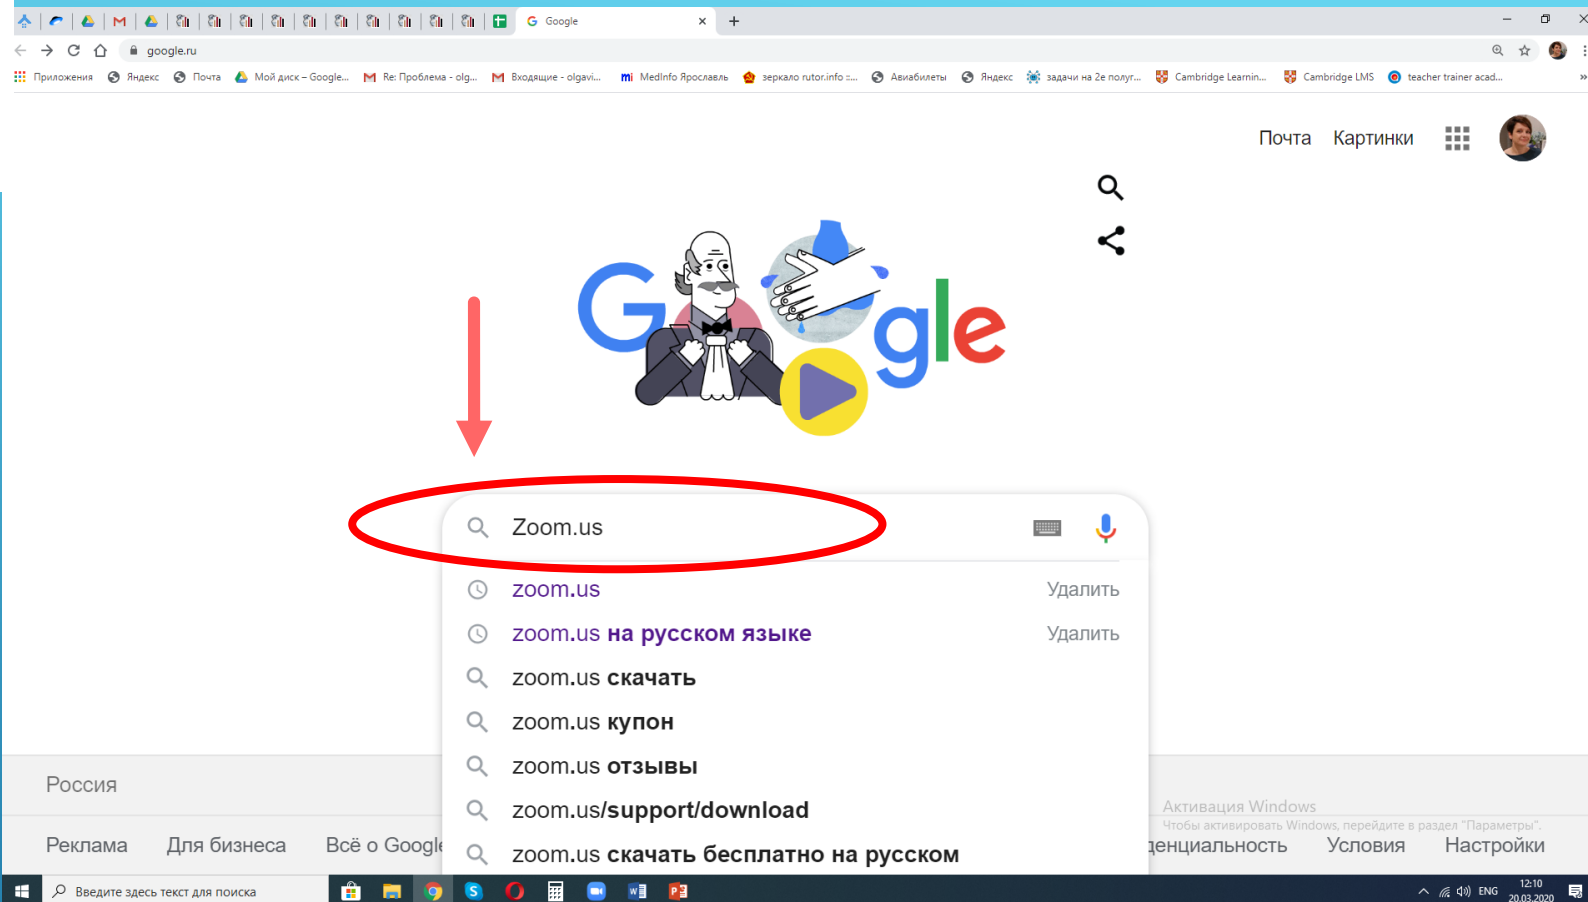 Google
google.ru
Приложения Яндекс Почта Мой диск – Google... Re: Проблема - olg... Входящие - olgavi... MedInfo Ярославль зеркало rutor.info ::... Авиабилеты Яндекс задачи на 2е полуг... Cambridge Learnin... Cambridge LMS teacher trainer acad... »
Почта Картинки
Google
Zoom.us
zoom.us Удалить
zoom.us на русском языке Удалить
zoom.us скачать
zoom.us купон
zoom.us отзывы
Россия
zoom.us/support/download
Активация Windows
Чтобы активировать Windows, перейдите в раздел "Параметры".
Реклама Для бизнеса Всё о Google денциальность Условия Настройки
zoom.us скачать бесплатно на русском
Введите здесь текст для поиска
ENG
12:10
20.03.2020